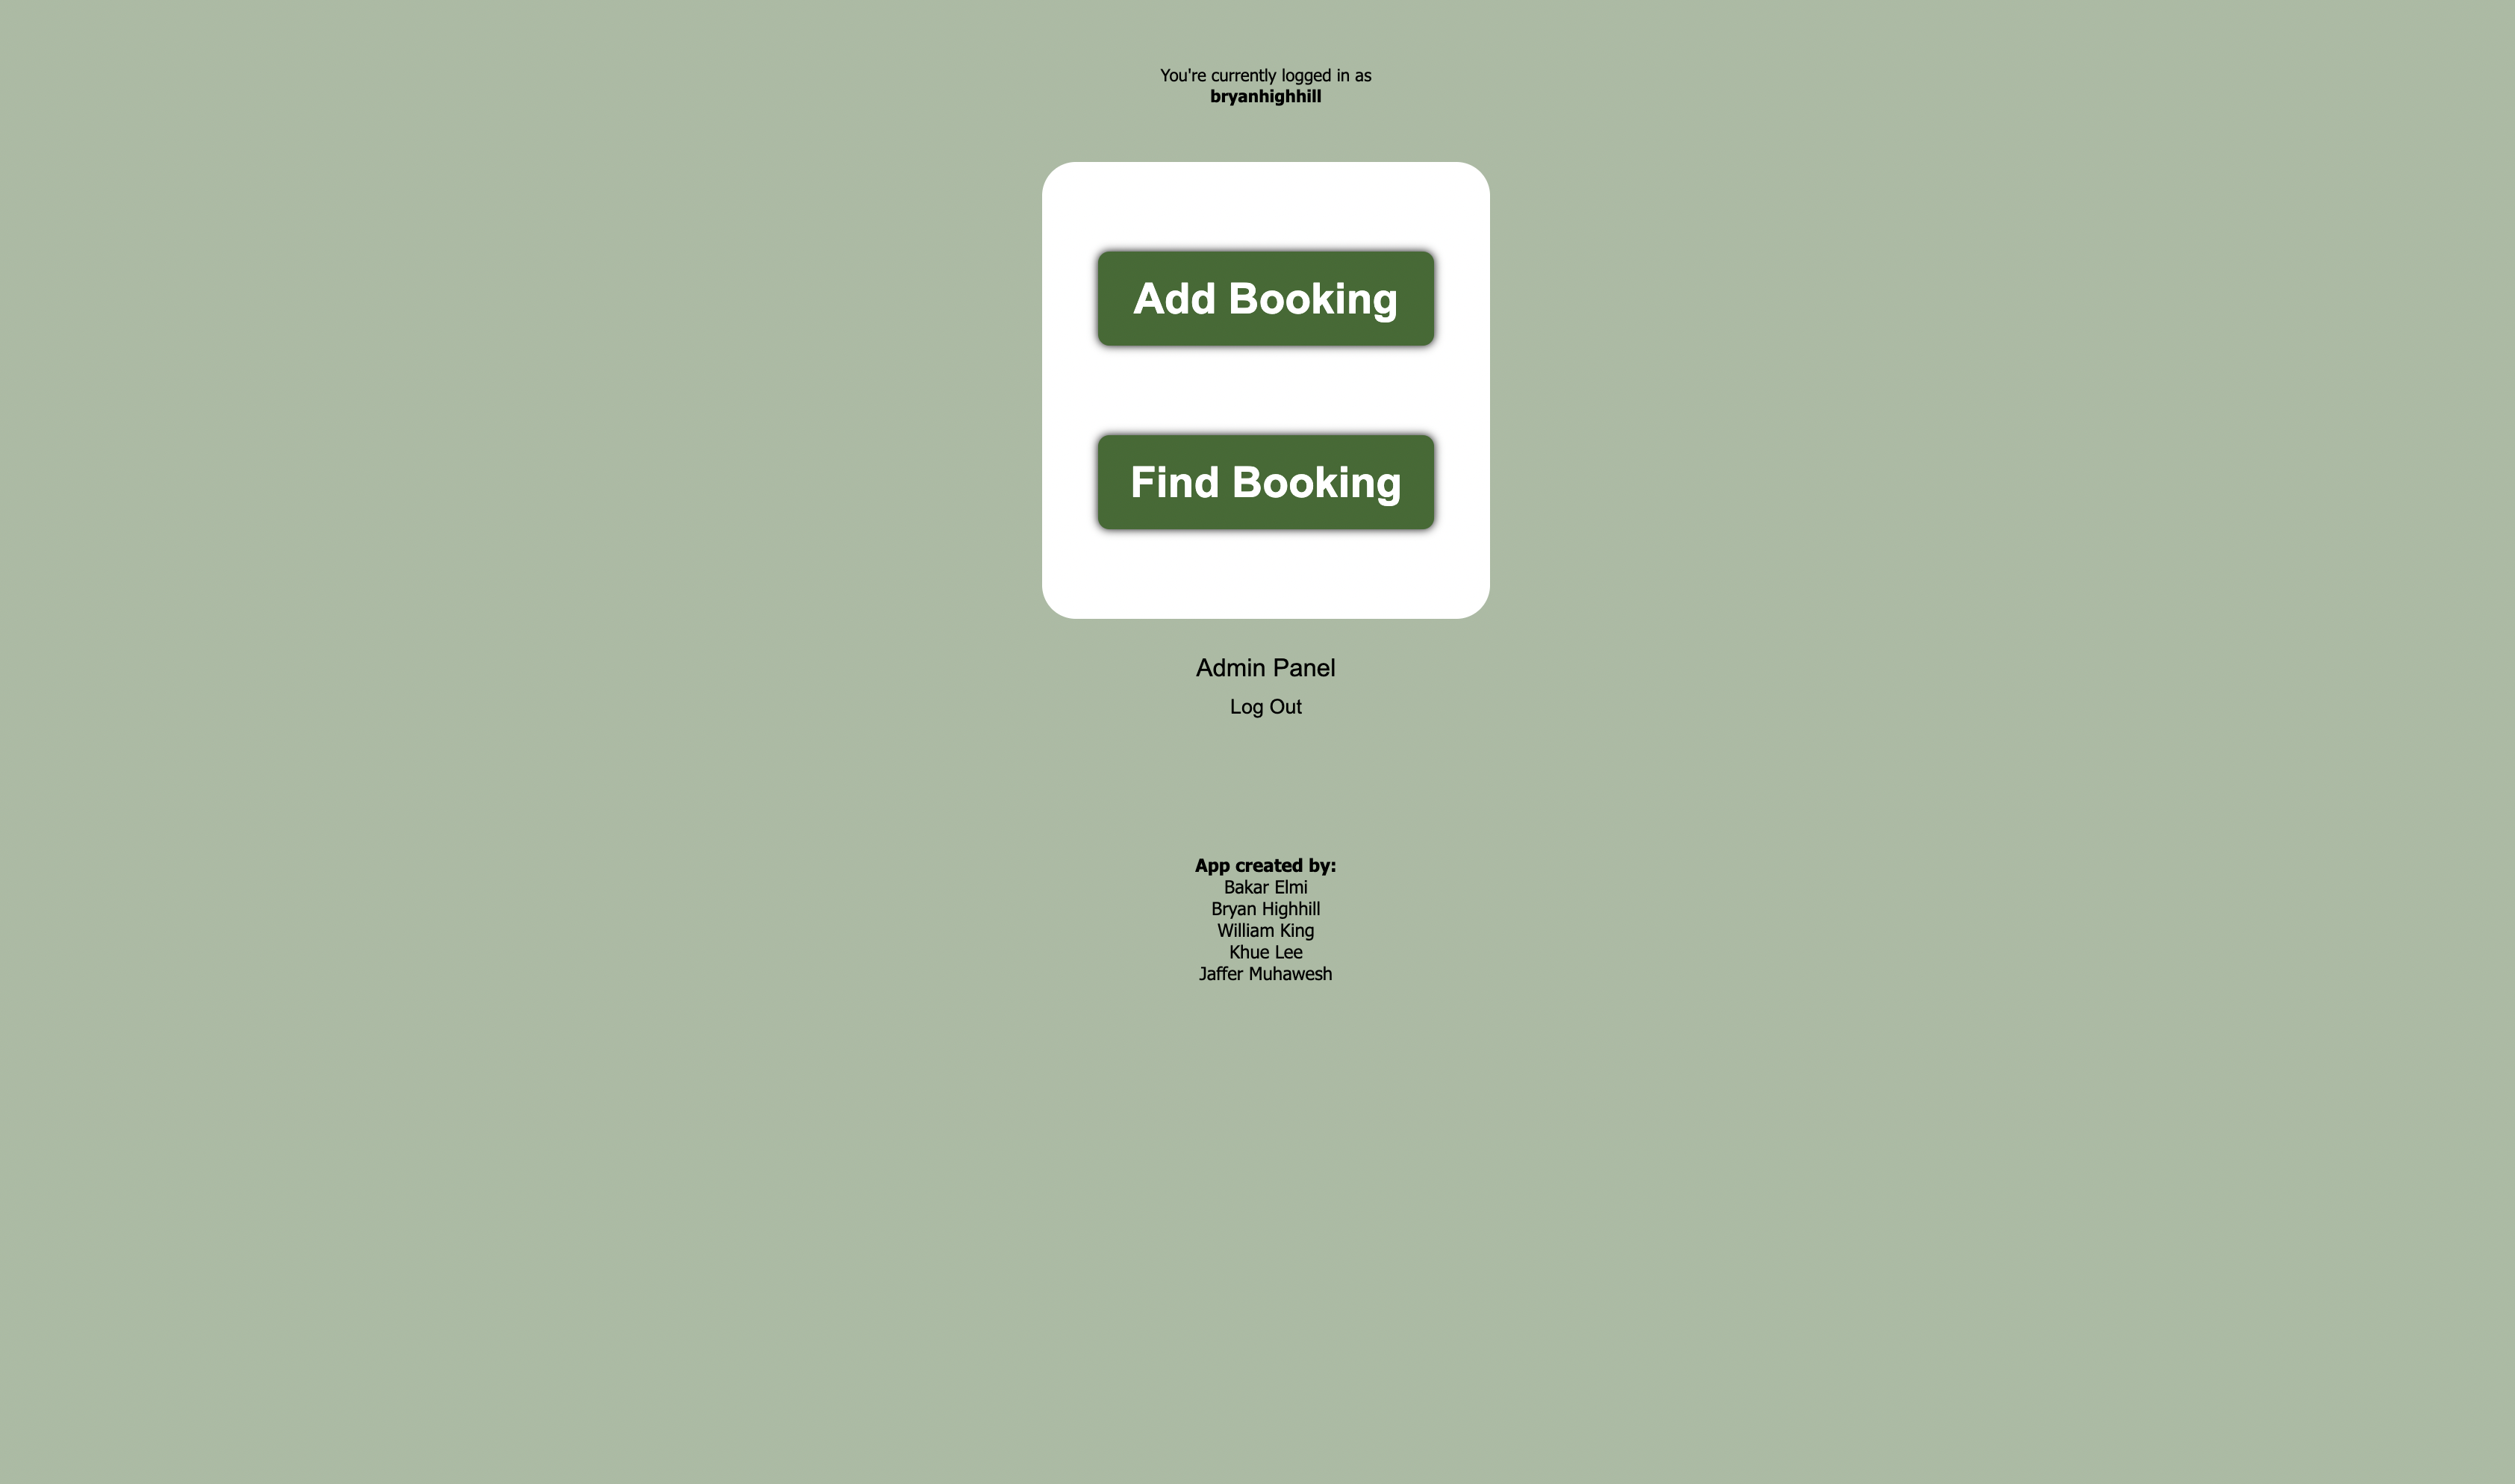 You're currently logged in as
bryanhighhill
Add Booking
Find Booking
Admin Panel
Log Out
App created by:
Bakar Elmi
Bryan Highhill
William King
Khue Lee
Jaffer Muhawesh